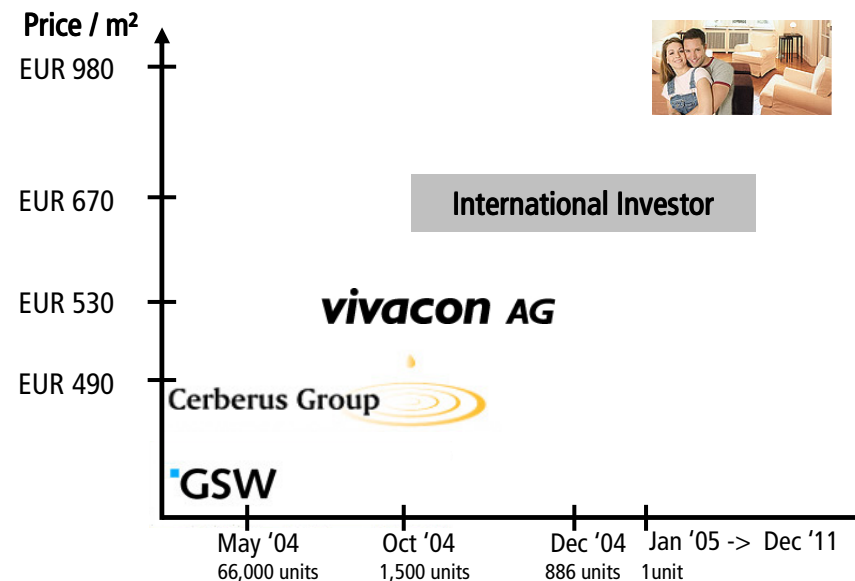 Price / m²
EUR 980
EUR 670
International Investor
EUR 530
vivacon AG
EUR 490
Cerberus Group
GSW
May ‘04
Oct ‘04
Dec ‘04
Jan ‘05 -> Dec ‘11
66,000 units
1,500 units
886 units
1unit